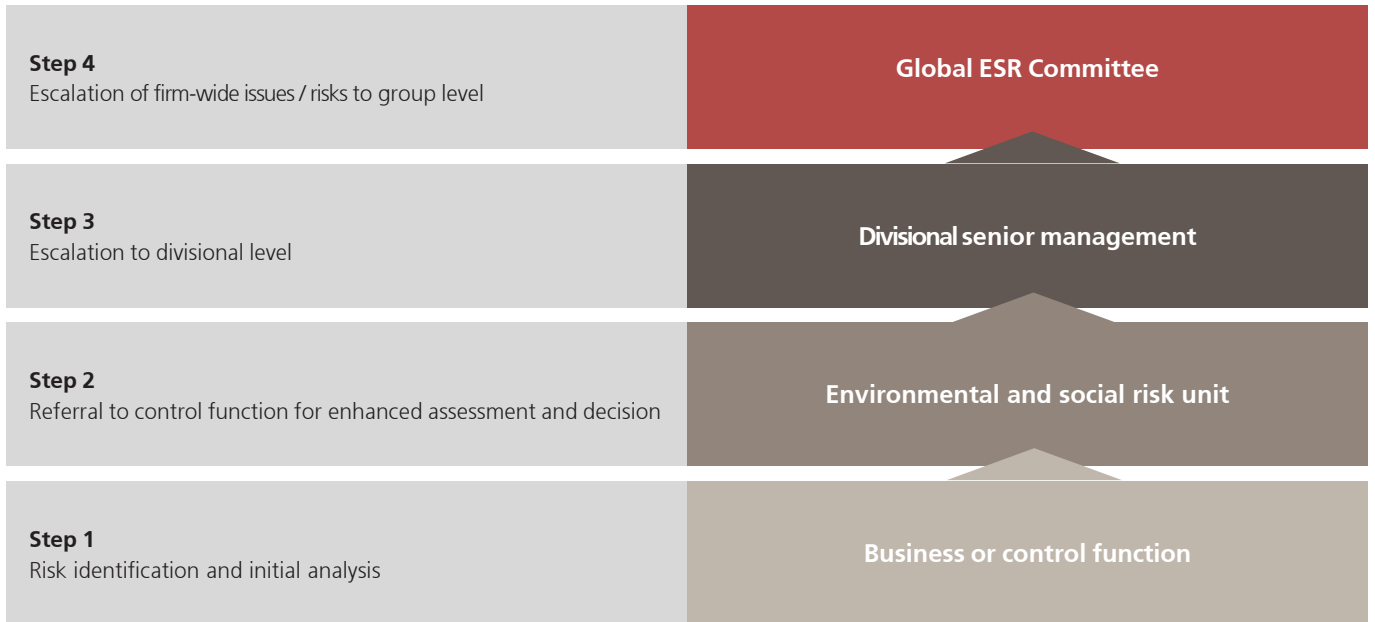 Step 4
Escalation of firm-wide issues / risks to group level
Global ESR Committee
Step 3
Escalation to divisional level
Divisional senior management
Step 2
Referral to control function for enhanced assessment and decision
Environmental and social risk unit
Step 1
Risk identification and initial analysis
Business or control function